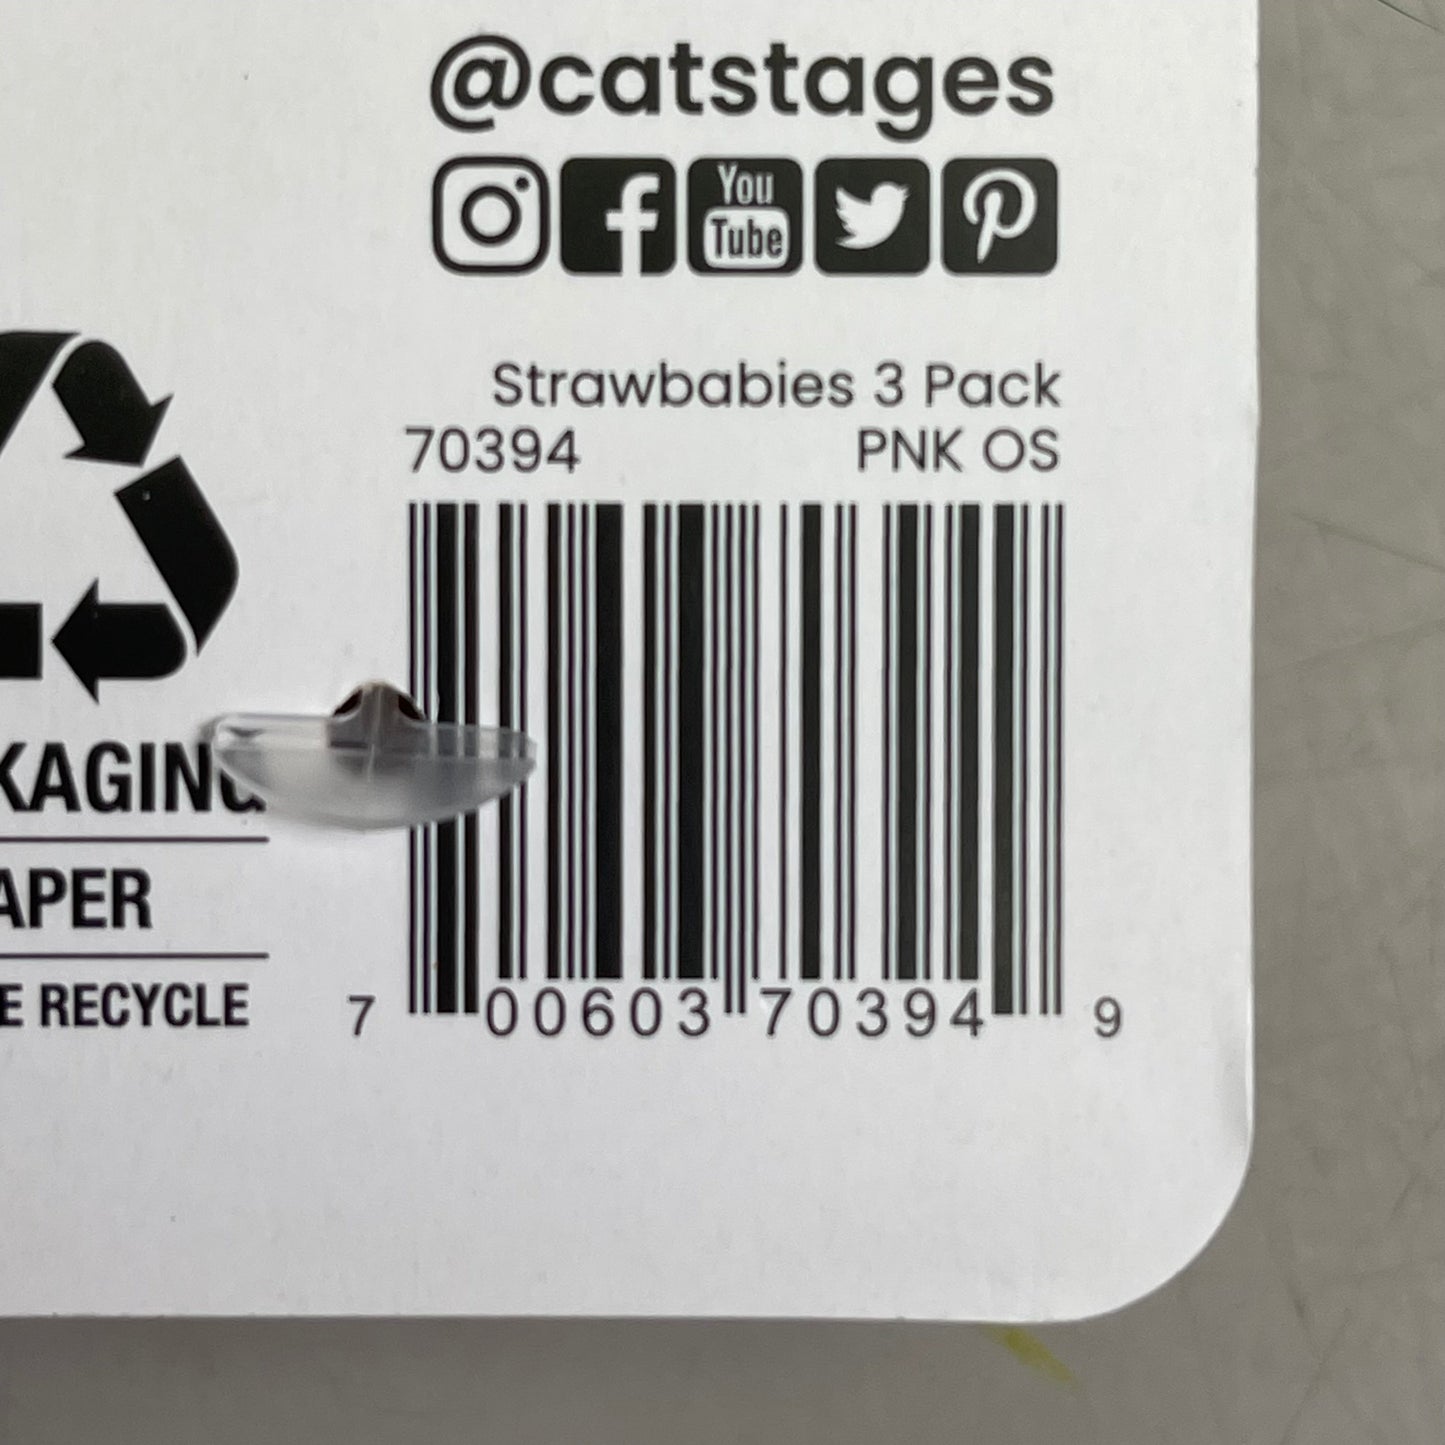 @catstages
You
Tube
Strawbabies 3 Pack
70394 PNK OS
KAGING
APER
E RECYCLE
7 00603 70394 9